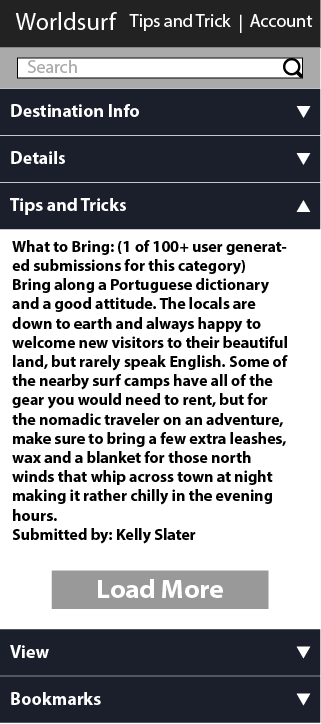 Worldsurf Tips and Trick | Account
Search
Destination Info
Details
Tips and Tricks
What to Bring: (1 of 100+ user generat-
ed submissions for this category)
Bring along a Portuguese dictionary
and a good attitude. The locals are
down to earth and always happy to
welcome new visitors to their beautiful
land, but rarely speak English. Some of
the nearby surf camps have all of the
gear you would need to rent, but for
the nomadic traveler on an adventure,
make sure to bring a few extra leashes,
wax and a blanket for those north
winds that whip across town at night
making it rather chilly in the evening
hours.
Submitted by: Kelly Slater
Load More
View
Bookmarks